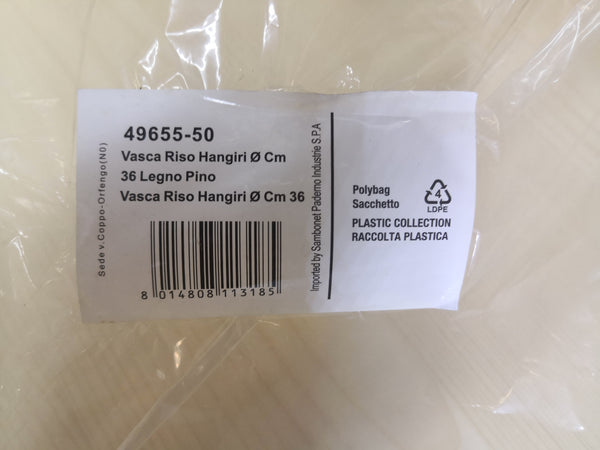 Sede v. Coppo-Orfengo(N0)
49655-50
Vasca Riso Hangiri Ø Cm
36 Legno Pino
Vasca Riso Hangiri Ø Cm 36
8 014808 113185
Imported by Sambonet Paderno Industrie S.P.A
Polybag
Sacchetto
4
LDPE
PLASTIC COLLECTION
RACCOLTA PLASTICA